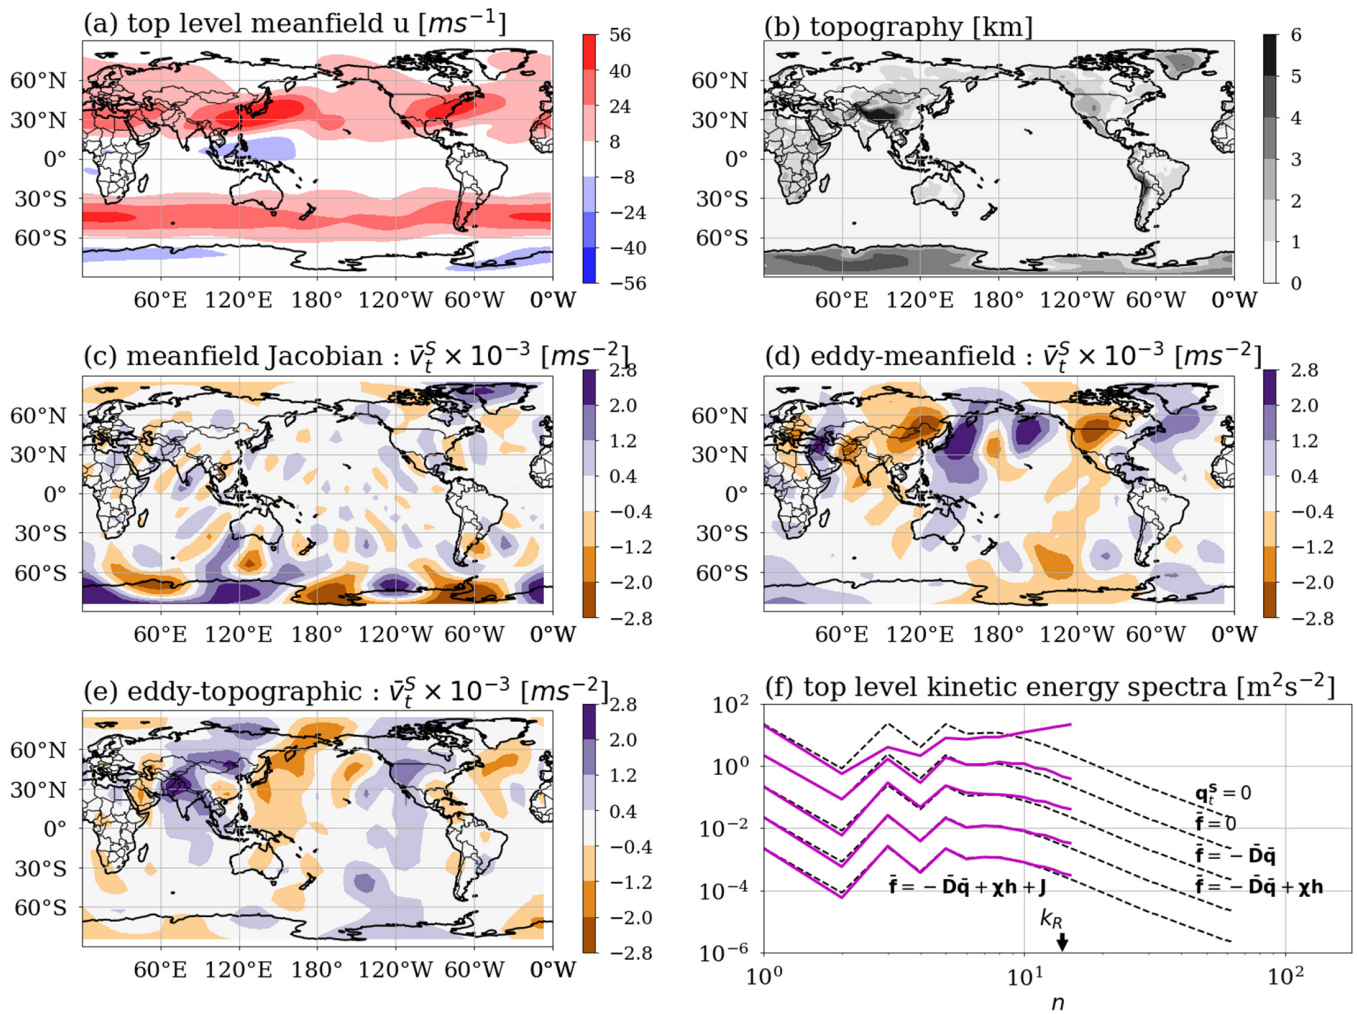 (a) top level meanfield u [ms⁻¹]
60°N
30°N
0°
30°S
60°S
60°E 120°E 180° 120°W 60°W 0°W
56
40
24
8
−8
−24
−40
−56
(b) topography [km]
60°N
30°N
0°
30°S
60°S
60°E 120°E 180° 120°W 60°W 0°W
6
5
4
3
2
1
0
(c) meanfield Jacobian : v̄ₜˢ × 10⁻³ [ms⁻²]
60°N
30°N
0°
30°S
60°S
60°E 120°E 180° 120°W 60°W 0°W
2.8
2.0
1.2
0.4
−0.4
−1.2
−2.0
−2.8
(d) eddy-meanfield : v̄ₜˢ × 10⁻³ [ms⁻²]
60°N
30°N
0°
30°S
60°S
60°E 120°E 180° 120°W 60°W 0°W
2.8
2.0
1.2
0.4
−0.4
−1.2
−2.0
−2.8
(e) eddy-topographic : v̄ₜˢ × 10⁻³ [ms⁻²]
60°N
30°N
0°
30°S
60°S
60°E 120°E 180° 120°W 60°W 0°W
2.8
2.0
1.2
0.4
−0.4
−1.2
−2.0
−2.8
(f) top level kinetic energy spectra [m²s⁻²]
10²
10⁰
10⁻²
10⁻⁴
10⁻⁶
qₜˢ = 0
f̄ = 0
f̄ = − D̄q̄
f̄ = − D̄q̄ + χh
f̄ = − D̄q̄ + χh + J
k_R
10⁰ 10¹ 10²
n